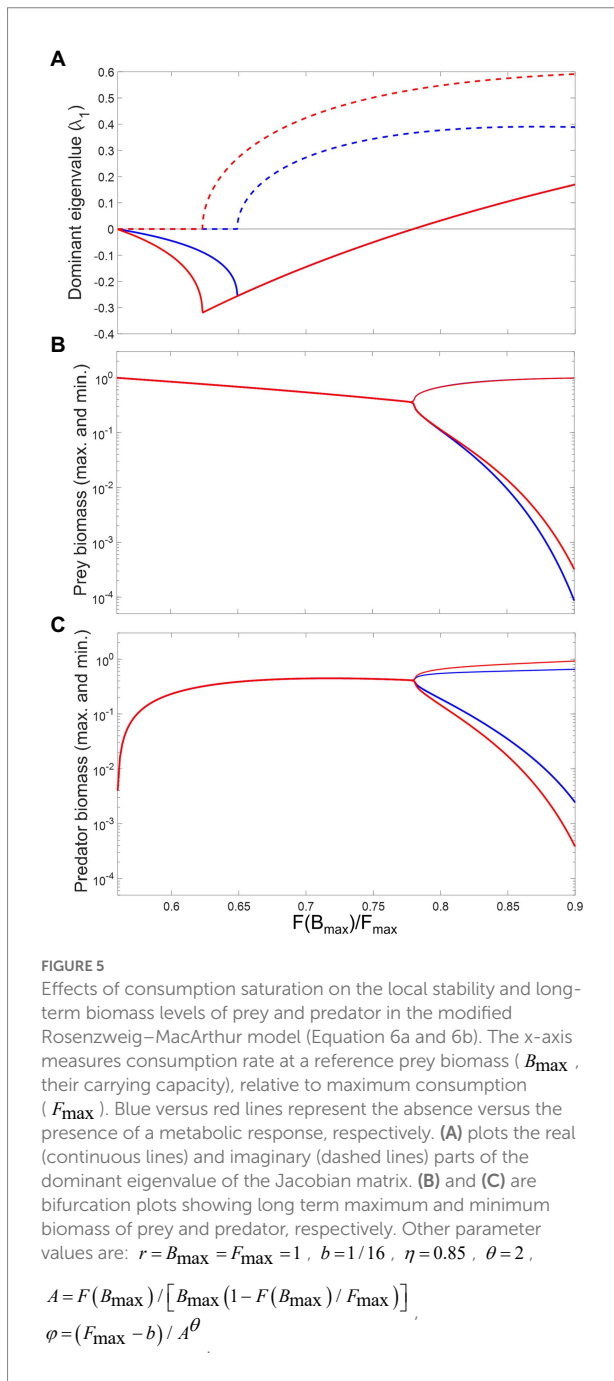 A
Dominant eigenvalue (λ1)
0.6
0.5
0.4
0.3
0.2
0.1
0
-0.1
-0.2
-0.3
-0.4
B
Prey biomass (max. and min.)
10^0
10^-1
10^-2
10^-3
10^-4
C
Predator biomass (max. and min.)
10^0
10^-1
10^-2
10^-3
10^-4
0.6 0.65 0.7 0.75 0.8 0.85 0.9
F(Bmax)/Fmax
FIGURE 5
Effects of consumption saturation on the local stability and long-
term biomass levels of prey and predator in the modified
Rosenzweig–MacArthur model (Equation 6a and 6b). The x-axis
measures consumption rate at a reference prey biomass ( Bmax ,
their carrying capacity), relative to maximum consumption
( Fmax ). Blue versus red lines represent the absence versus the
presence of a metabolic response, respectively. (A) plots the real
(continuous lines) and imaginary (dashed lines) parts of the
dominant eigenvalue of the Jacobian matrix. (B) and (C) are
bifurcation plots showing long term maximum and minimum
biomass of prey and predator, respectively. Other parameter
values are: r = Bmax = Fmax = 1 , b = 1 / 16 , η = 0.85 , θ = 2 ,
A = F(Bmax) / [Bmax (1 − F(Bmax) / Fmax)] ,
φ = (Fmax − b) / A^θ .